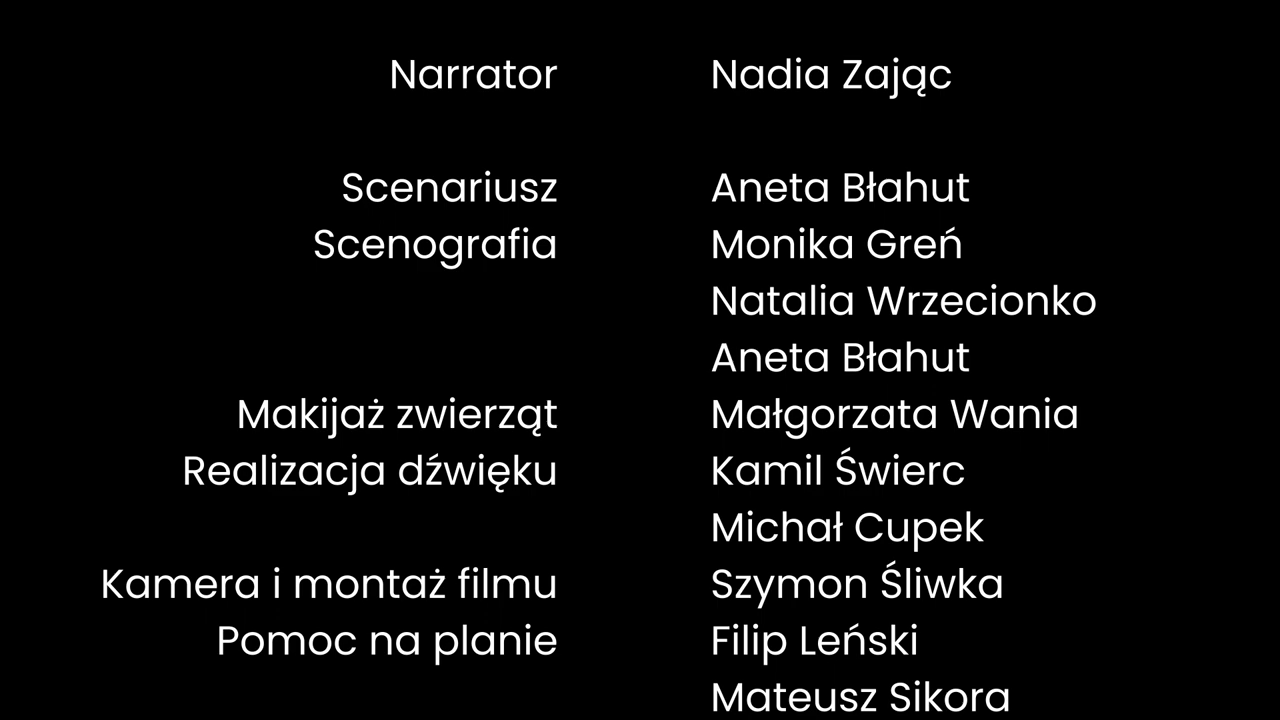 Narrator Nadia Zając
Scenariusz Aneta Błahut
Scenografia Monika Greń
Natalia Wrzecionko
Aneta Błahut
Makijaż zwierząt Małgorzata Wania
Realizacja dźwięku Kamil Świerc
Michał Cupek
Kamera i montaż filmu Szymon Śliwka
Pomoc na planie Filip Leński
Mateusz Sikora